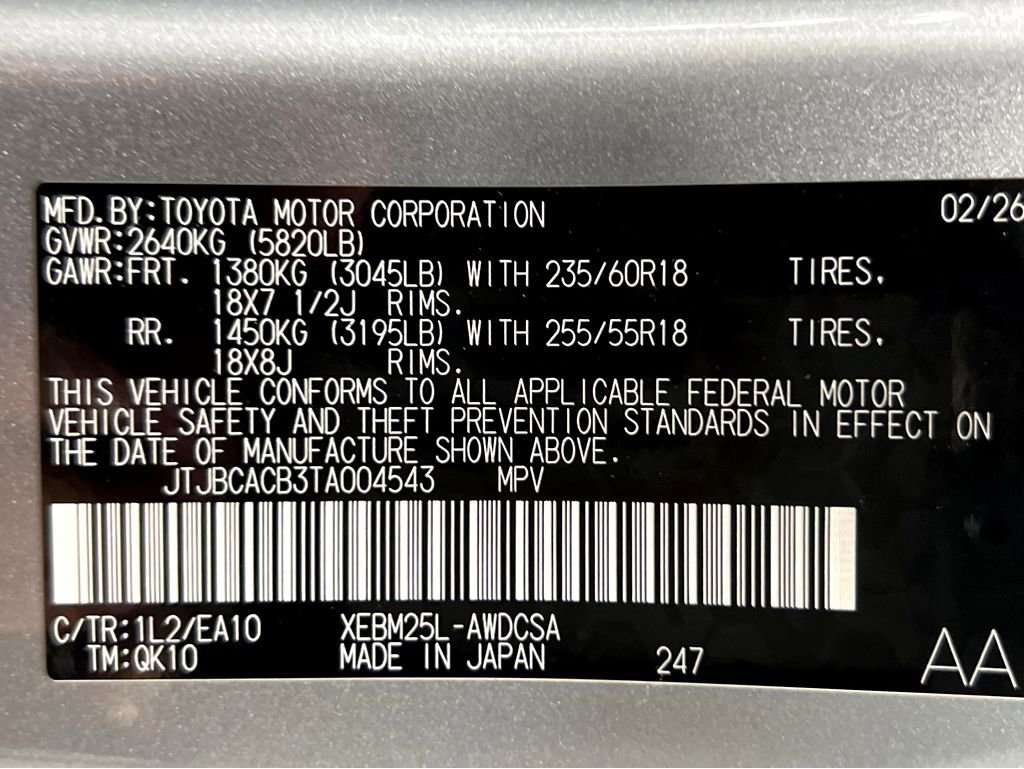 MFD.BY:TOYOTA MOTOR CORPORATION 02/26
GVWR:2640KG (5820LB)
GAWR:FRT. 1380KG (3045LB) WITH 235/60R18 TIRES.
18X7 1/2J RIMS.
RR. 1450KG (3195LB) WITH 255/55R18 TIRES.
18X8J RIMS.
THIS VEHICLE CONFORMS TO ALL APPLICABLE FEDERAL MOTOR
VEHICLE SAFETY AND THEFT PREVENTION STANDARDS IN EFFECT ON
THE DATE OF MANUFACTURE SHOWN ABOVE.
JTJBCACB3TA004543 MPV
C/TR:1L2/EA10 XEBM25L-AWDCSA
TM:QK10 MADE IN JAPAN 247 AA